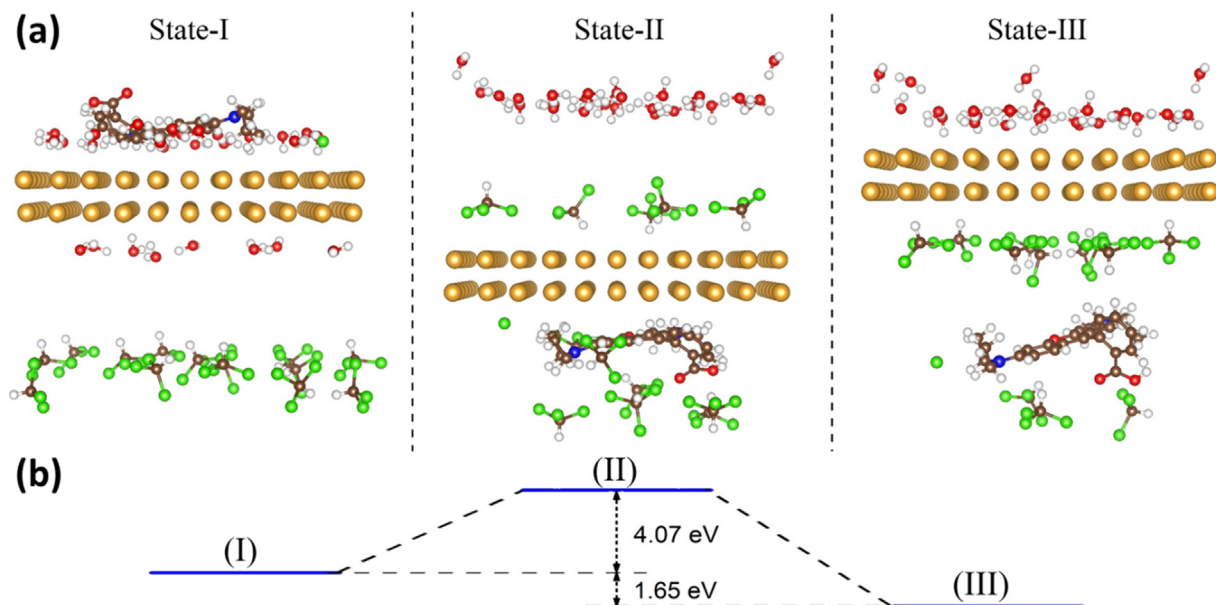 (a)
State-I
State-II
State-III
(b)
(II)
4.07 eV
(I)
1.65 eV
(III)